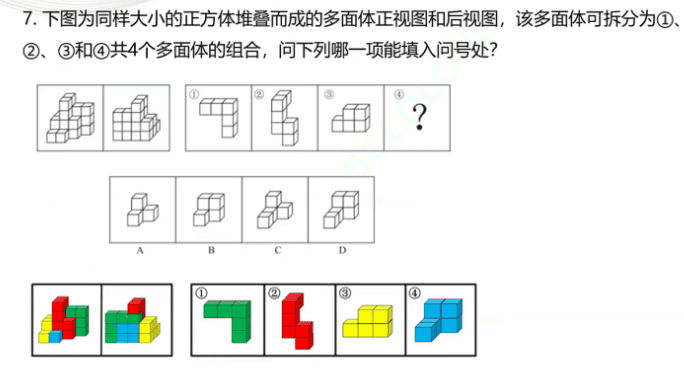 7. 下图为同样大小的正方体堆叠而成的多面体正视图和后视图，该多面体可拆分为①、
②、③和④共4个多面体的组合，问下列哪一项能填入问号处?
① ② ③ ④
?
A B C D
① ② ③ ④